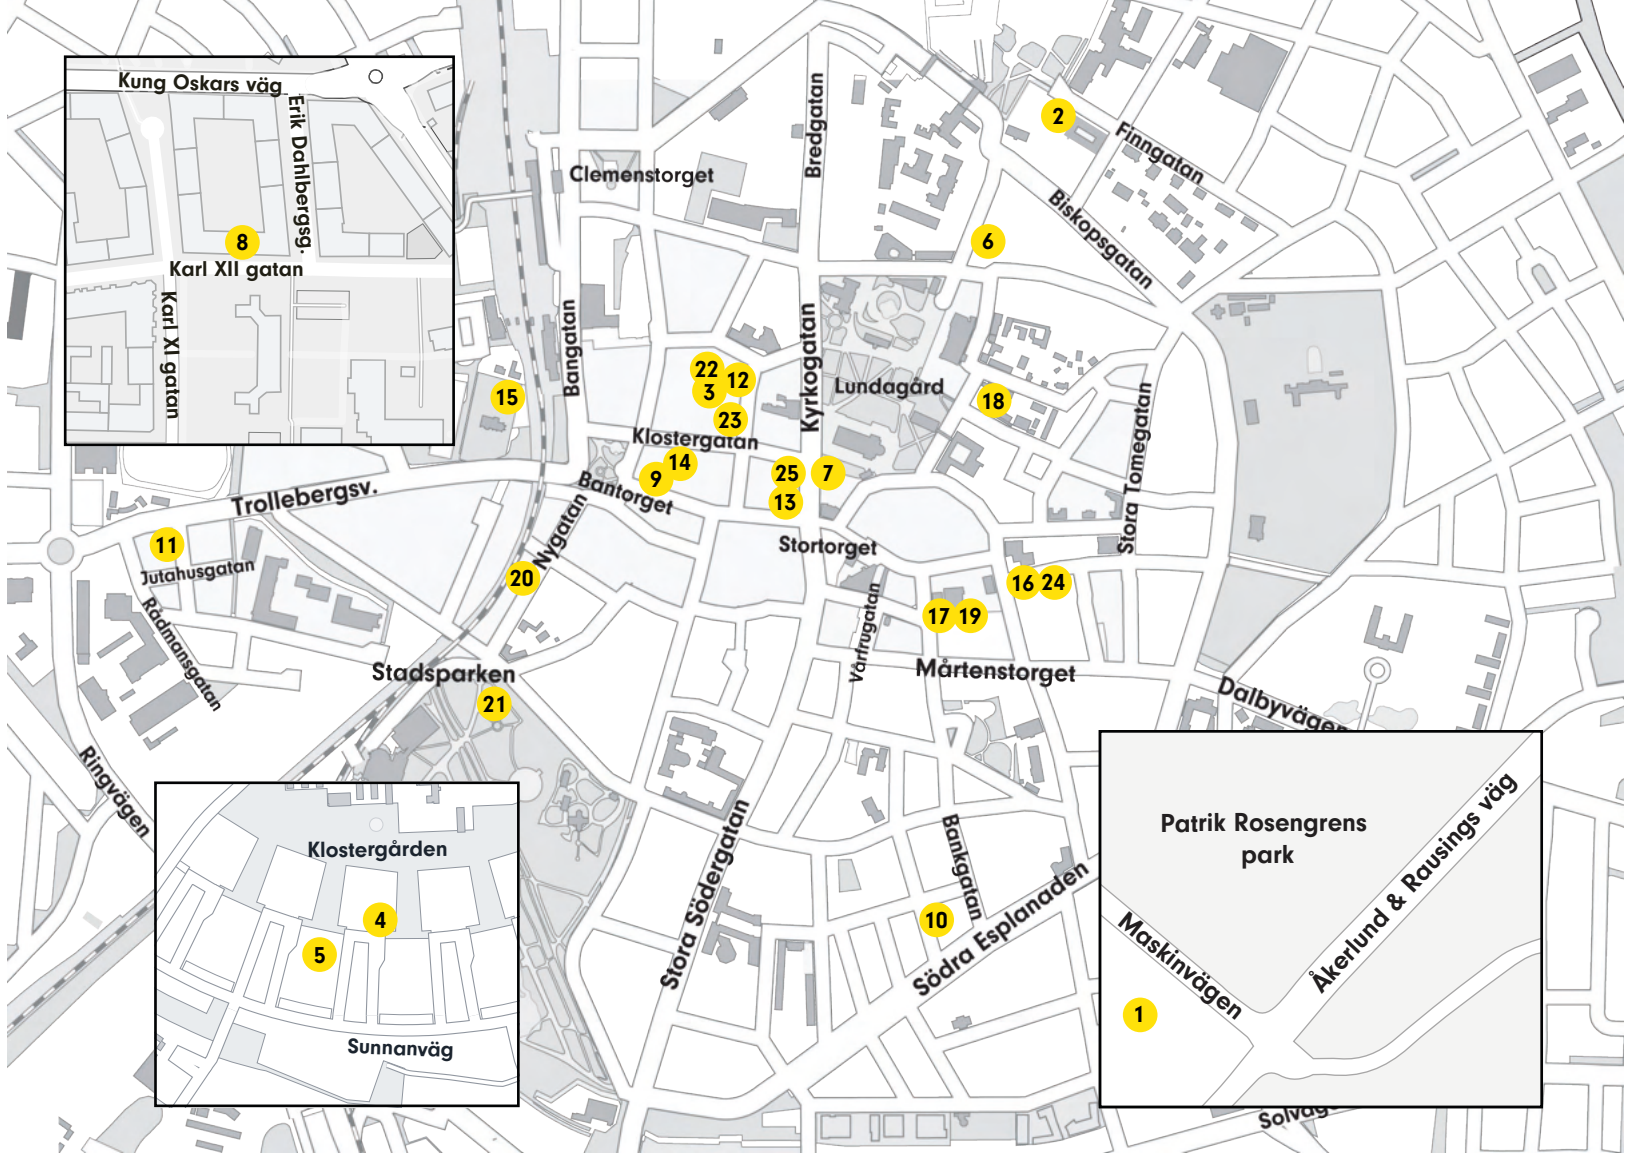 Kung Oskars väg
Erik Dahlbergsg.
8
Karl XII gatan
Karl XI gatan
Clemenstorget
Bredgatan
2
Finngatan
Biskopsgatan
6
Bangatan
Kyrkogatan
15
22
12
3
23
Lundagård
18
Klostergatan
14
9
Bantorget
25
7
13
Stora Tomegatan
Trollebergsv.
Nygatan
Stortorget
11
Jutahusgatan
20
16
24
Rådmansgatan
17
19
Vårfrugatan
Stadsparken
Mårtenstorget
21
Dalbyvägen
Ringvägen
Klostergården
4
5
Sunnanväg
Stora Södergatan
Bankgatan
10
Södra Esplanaden
Patrik Rosengrens
park
Åkerlund & Rausings väg
Maskinvägen
1